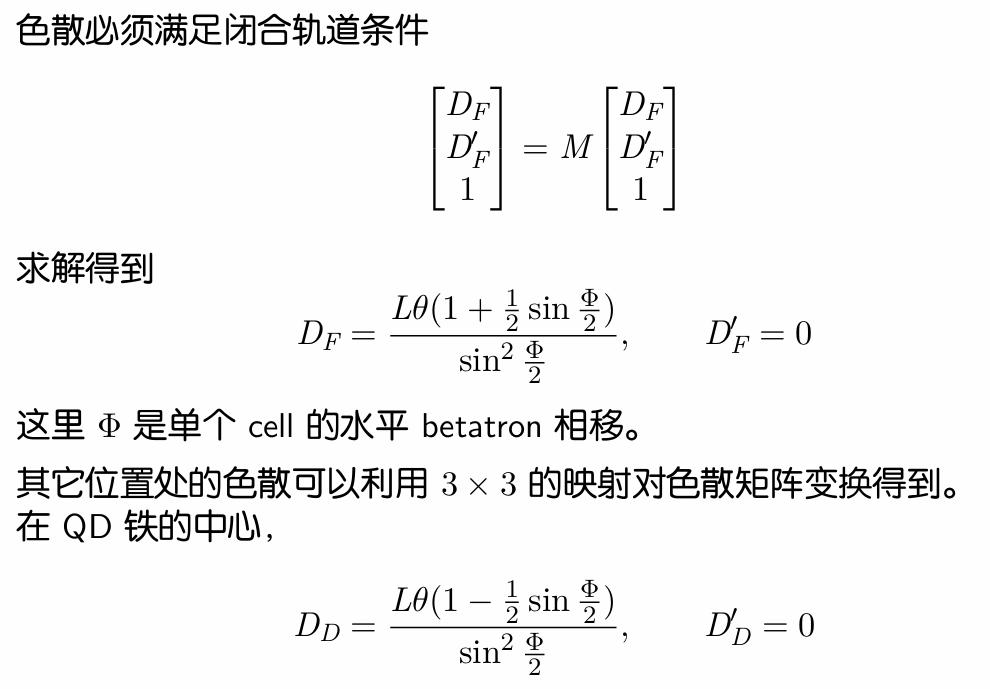 色散必须满足闭合轨道条件
$$\begin{bmatrix} D_F \\ D'_F \\ 1 \end{bmatrix} = M \begin{bmatrix} D_F \\ D'_F \\ 1 \end{bmatrix}$$
求解得到
$$D_F = \frac{L\theta(1 + \frac{1}{2}\sin\frac{\Phi}{2})}{\sin^2\frac{\Phi}{2}}, \qquad D'_F = 0$$
这里 Φ 是单个 cell 的水平 betatron 相移。
其它位置处的色散可以利用 3 × 3 的映射对色散矩阵变换得到。
在 QD 铁的中心,
$$D_D = \frac{L\theta(1 - \frac{1}{2}\sin\frac{\Phi}{2})}{\sin^2\frac{\Phi}{2}}, \qquad D'_D = 0$$